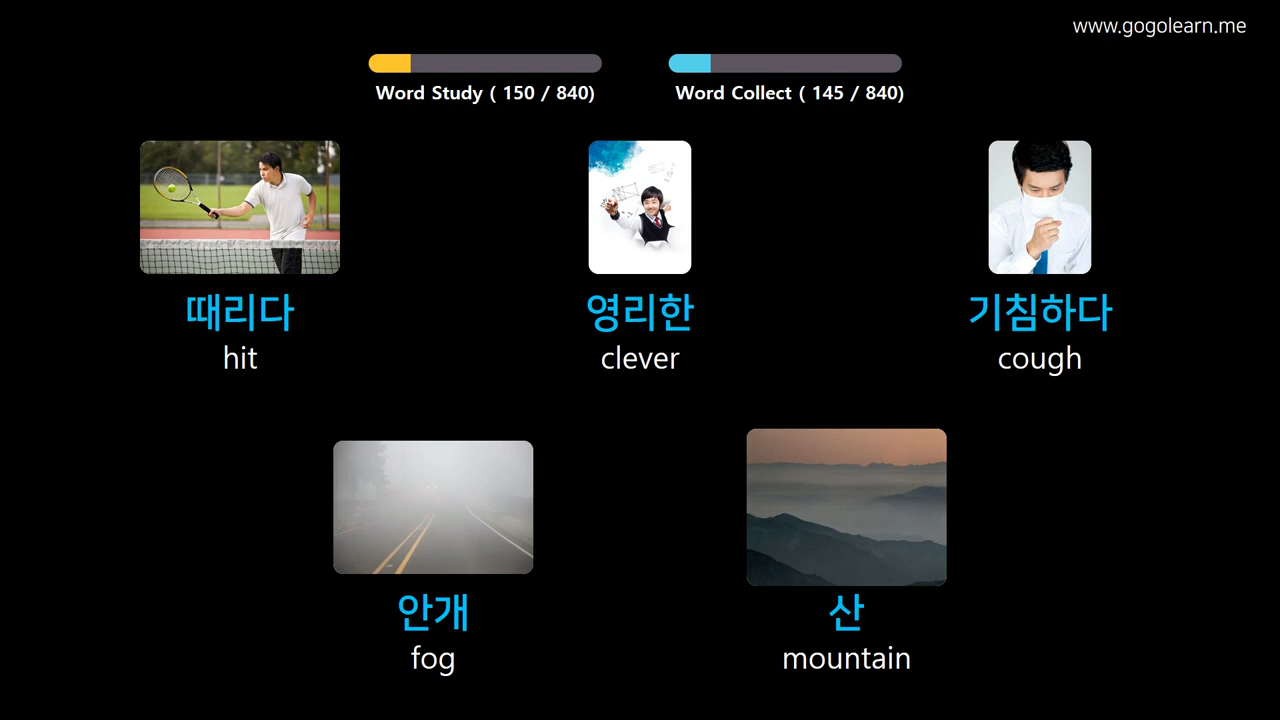 www.gogolearn.me
Word Study ( 150 / 840)
Word Collect ( 145 / 840)
때리다
hit
영리한
clever
기침하다
cough
안개
fog
산
mountain